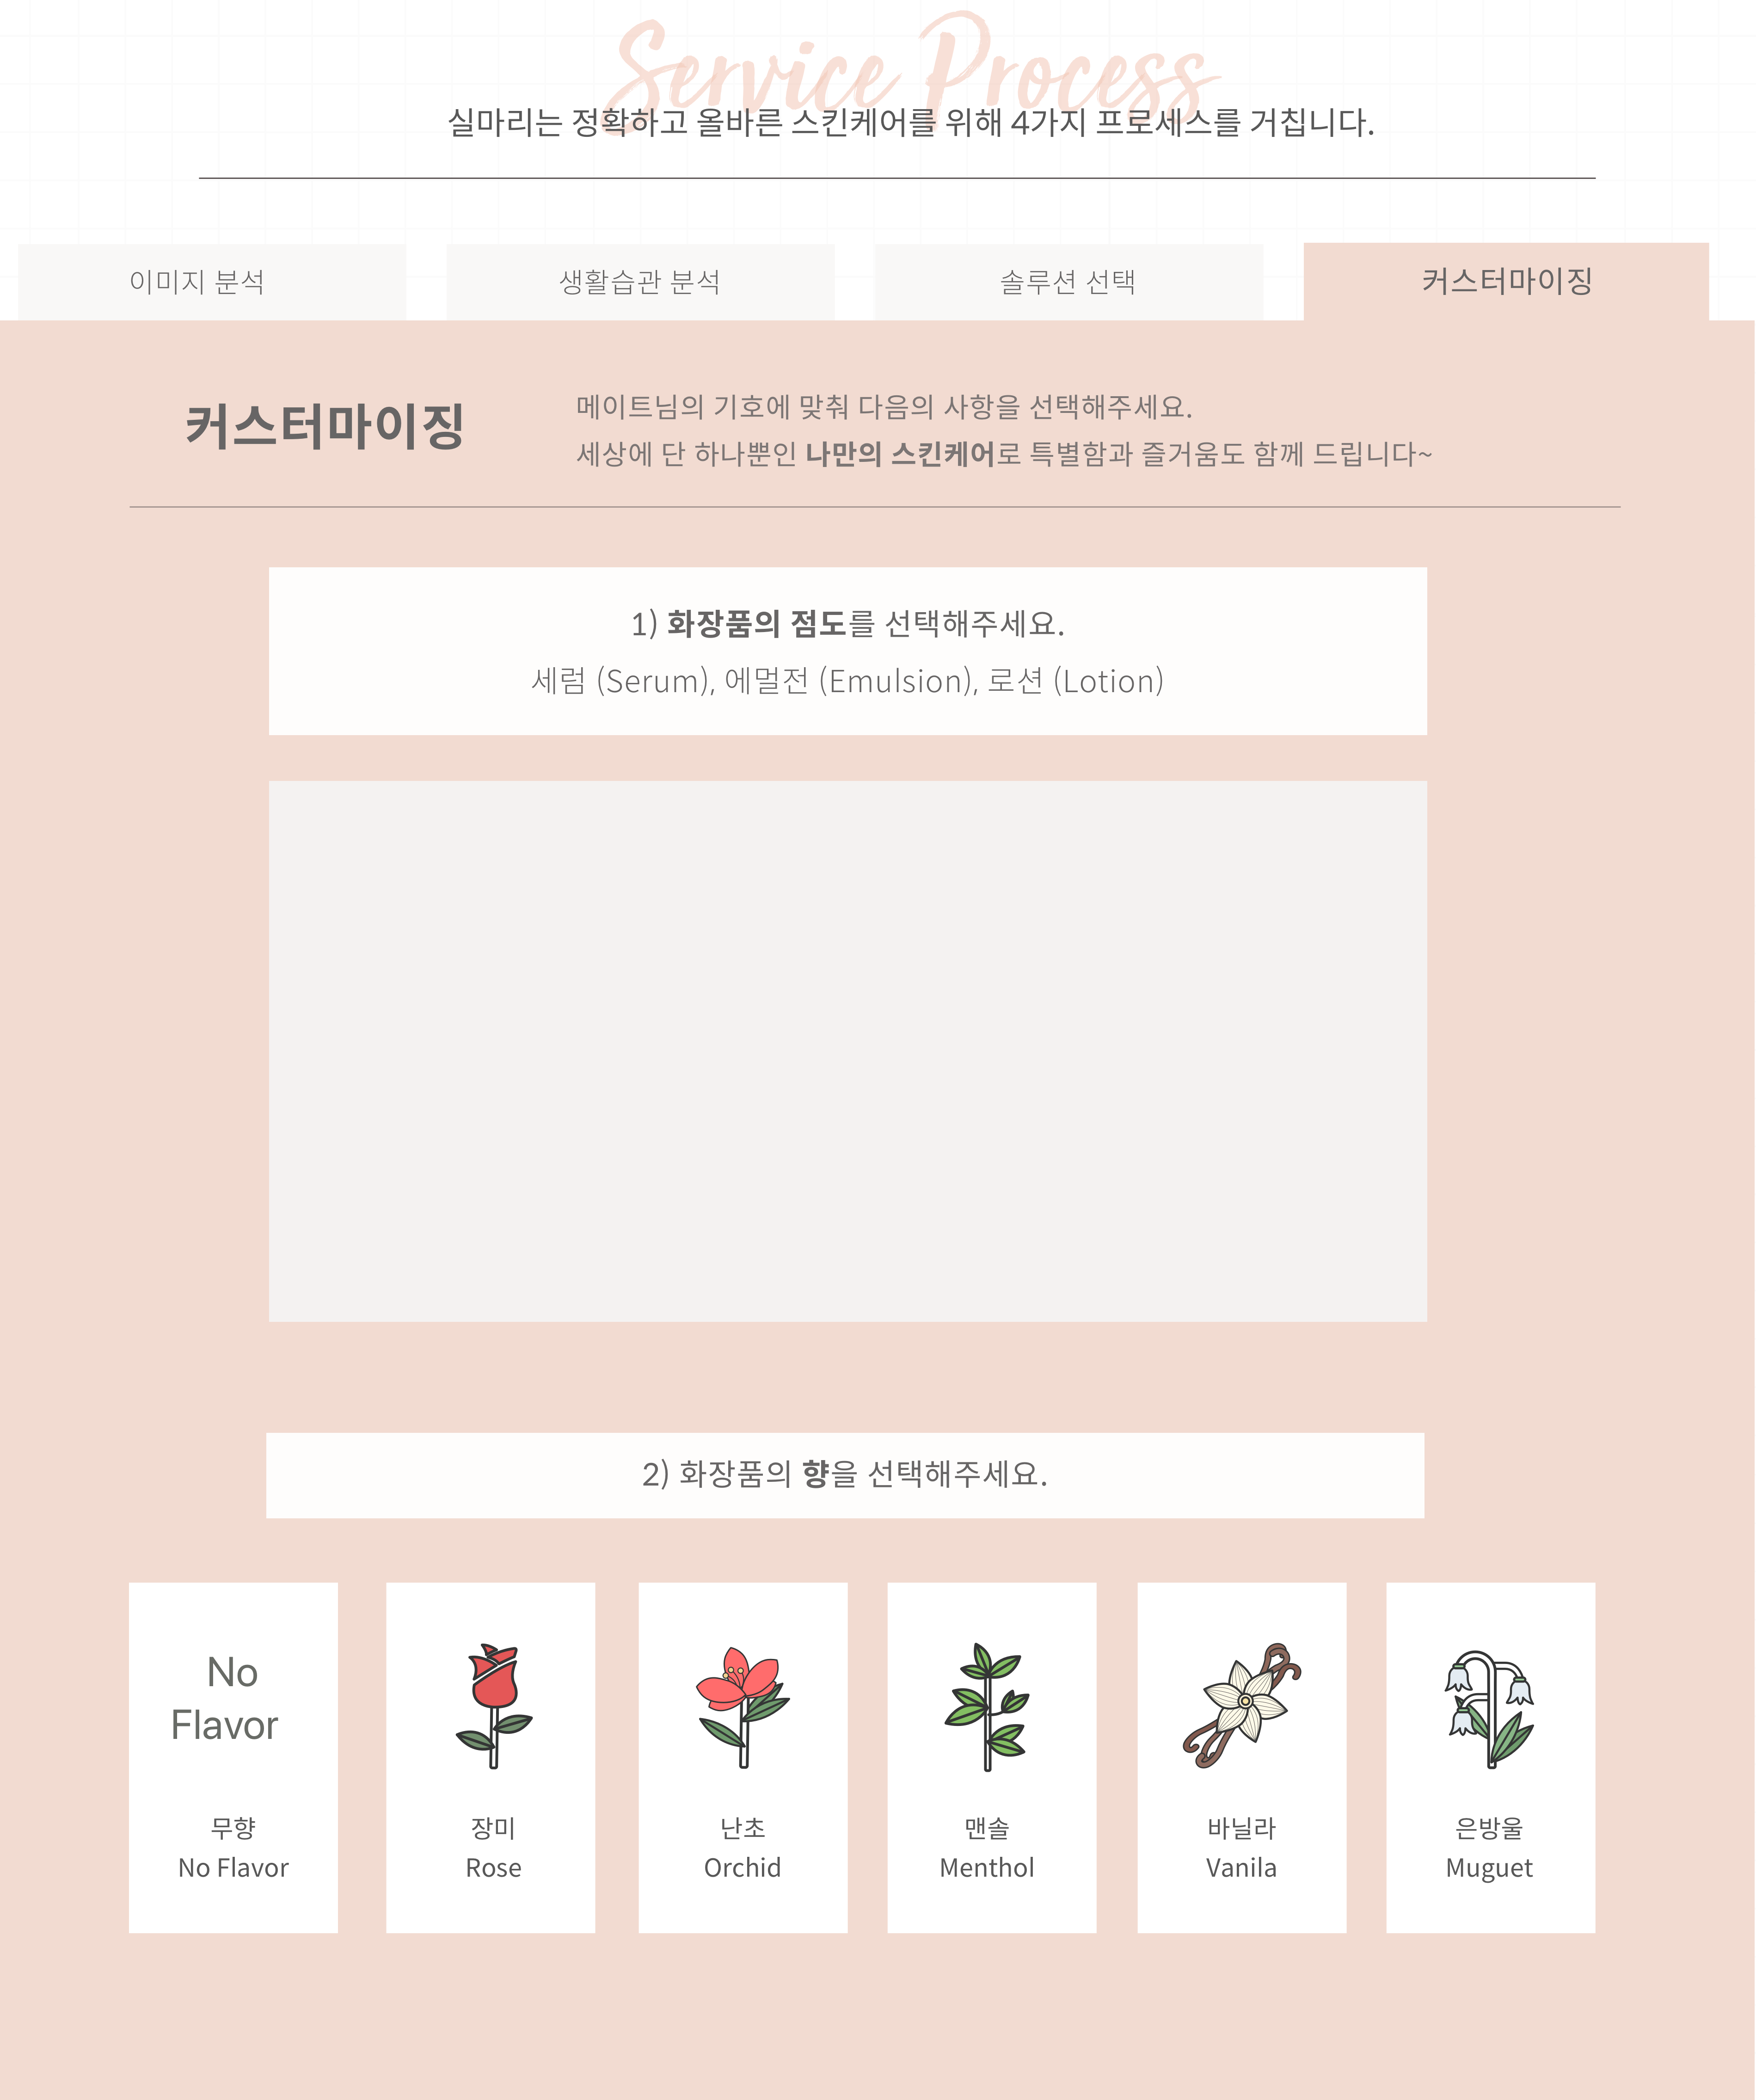 Service Process
실마리는 정확하고 올바른 스킨케어를 위해 4가지 프로세스를 거칩니다.
이미지 분석
생활습관 분석
솔루션 선택
커스터마이징
커스터마이징
메이트님의 기호에 맞춰 다음의 사항을 선택해주세요.
세상에 단 하나뿐인 나만의 스킨케어로 특별함과 즐거움도 함께 드립니다~
1) 화장품의 점도를 선택해주세요.
세럼 (Serum), 에멀전 (Emulsion), 로션 (Lotion)
2) 화장품의 향을 선택해주세요.
No
Flavor
무향
No Flavor
장미
Rose
난초
Orchid
맨솔
Menthol
바닐라
Vanila
은방울
Muguet